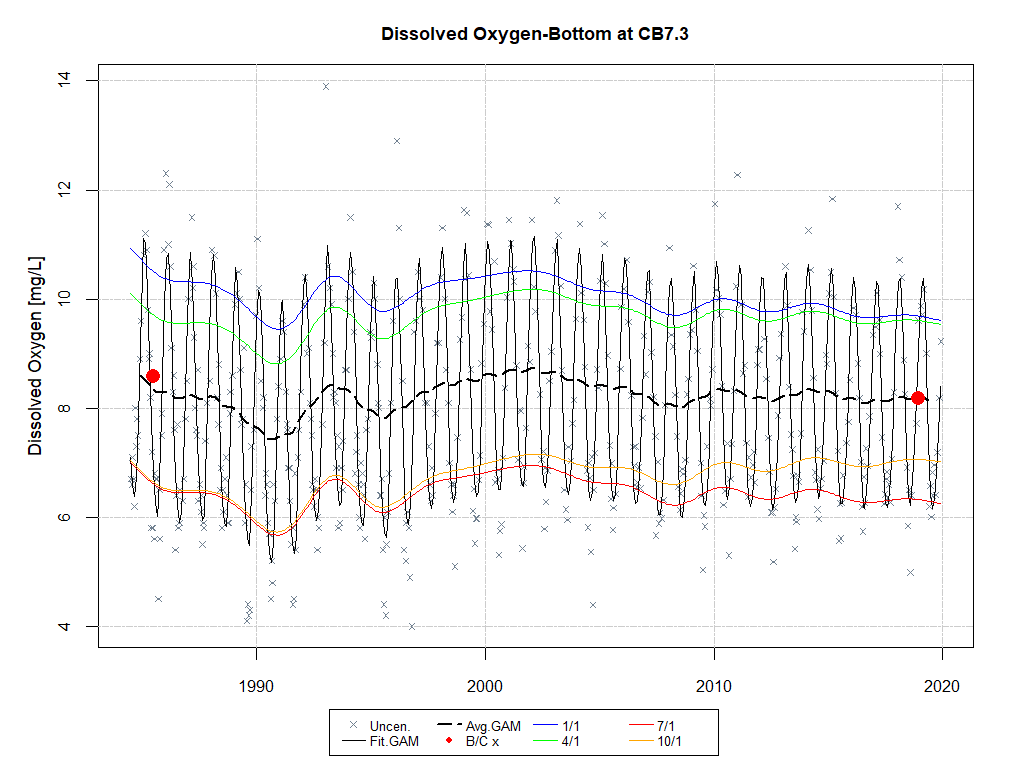 Dissolved Oxygen-Bottom at CB7.3
Dissolved Oxygen [mg/L]
14
12
10
8
6
4
1990 2000 2010 2020
Uncen. Avg.GAM 1/1 7/1
Fit.GAM B/C x 4/1 10/1